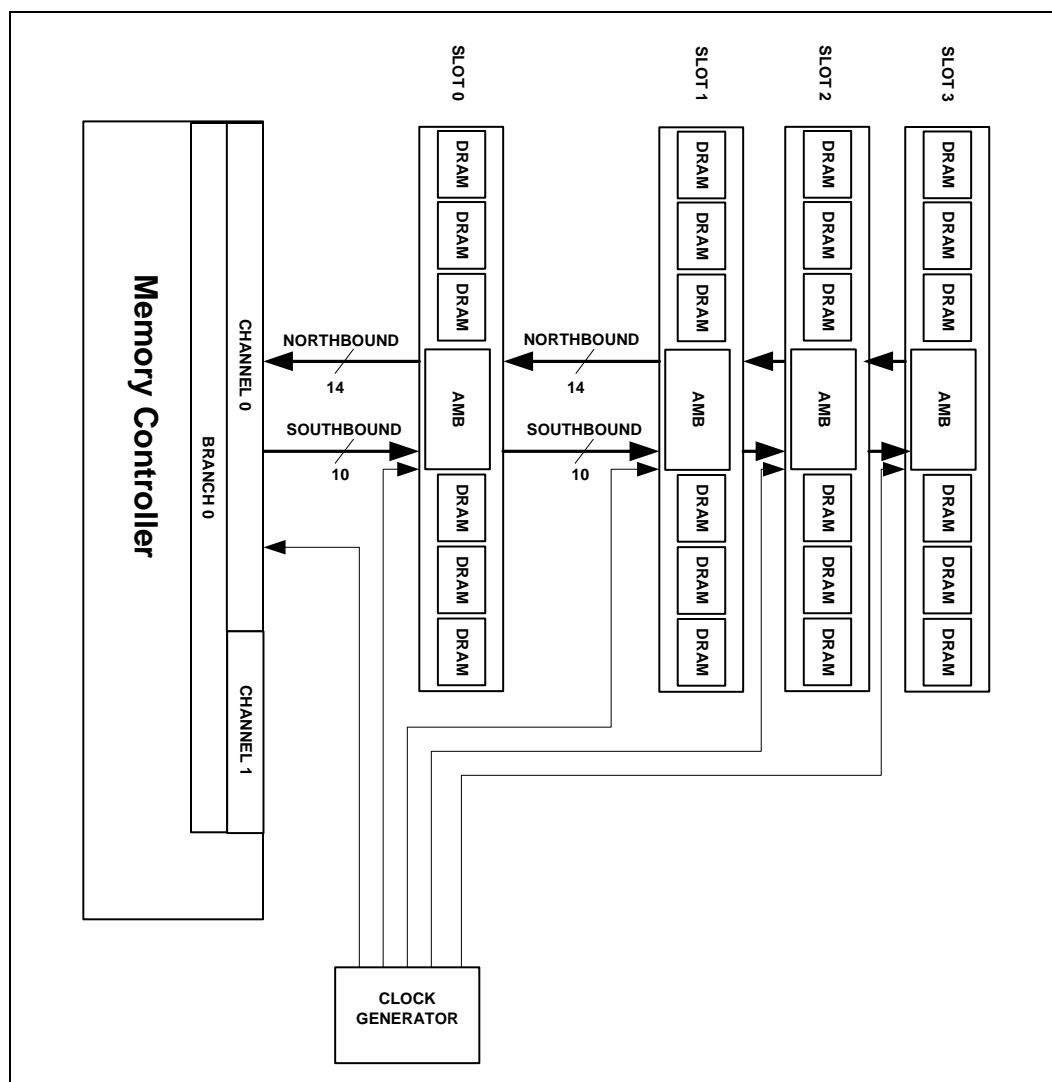 SLOT 0
SLOT 1
SLOT 2
SLOT 3
DRAM
DRAM
DRAM
DRAM
DRAM
DRAM
DRAM
DRAM
DRAM
DRAM
DRAM
DRAM
Memory Controller
BRANCH 0
CHANNEL 0
CHANNEL 1
NORTHBOUND
14
NORTHBOUND
14
AMB
AMB
AMB
AMB
SOUTHBOUND
10
SOUTHBOUND
10
DRAM
DRAM
DRAM
DRAM
DRAM
DRAM
DRAM
DRAM
DRAM
DRAM
DRAM
DRAM
CLOCK
GENERATOR